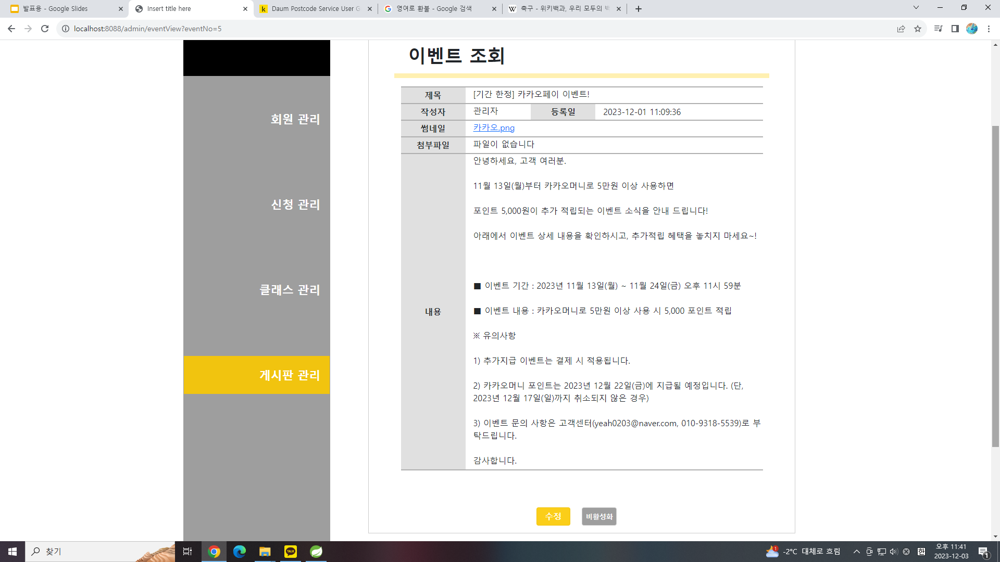 발표용 - Google Slides
Insert title here
Daum Postcode Service User G
영여로 환불 - Google 검색
축구 - 위키백과, 우리 모두의 백
localhost:8088/admin/eventView?eventNo=5
이벤트 조회
제목 [기간 한정] 카카오페이 이벤트!
작성자 관리자 등록일 2023-12-01 11:09:36
썸네일 카카오.png
첨부파일 파일이 없습니다
회원 관리
신청 관리
클래스 관리
게시판 관리
내용
안녕하세요, 고객 여러분.
11월 13일(월)부터 카카오머니로 5만원 이상 사용하면
포인트 5,000원이 추가 적립되는 이벤트 소식을 안내 드립니다!
아래에서 이벤트 상세 내용을 확인하시고, 추가적립 혜택을 놓치지 마세요~!
■ 이벤트 기간 : 2023년 11월 13일(월) ~ 11월 24일(금) 오후 11시 59분
■ 이벤트 내용 : 카카오머니로 5만원 이상 사용 시 5,000 포인트 적립
※ 유의사항
1) 추가지급 이벤트는 결제 시 적용됩니다.
2) 카카오머니 포인트는 2023년 12월 22일(금)에 지급될 예정입니다. (단,
2023년 12월 17일(일)까지 취소되지 않은 경우)
3) 이벤트 문의 사항은 고객센터(yeah0203@naver.com, 010-9318-5539)로 부
탁드립니다.
감사합니다.
수정
비활성화
찾기
TALK
1
-2°C 대체로 흐림
한
오후 11:41
2023-12-03
1